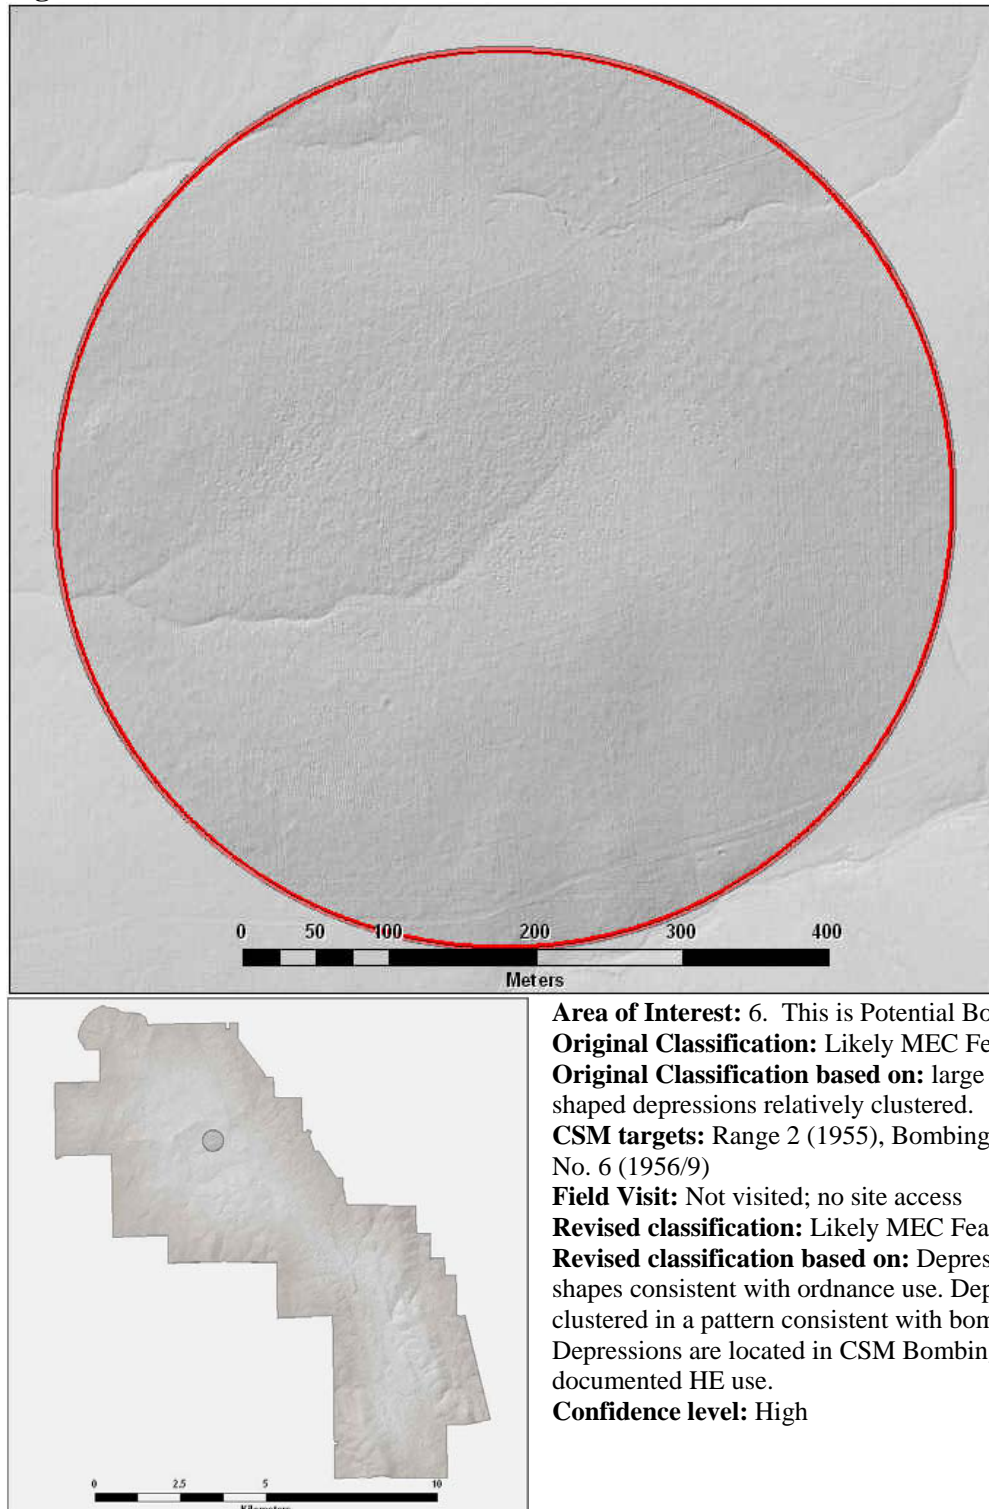 0 50 100 200 300 400
Meters
Area of Interest: 6. This is Potential Bo
Original Classification: Likely MEC Fe
Original Classification based on: large
shaped depressions relatively clustered.
CSM targets: Range 2 (1955), Bombing
No. 6 (1956/9)
Field Visit: Not visited; no site access
Revised classification: Likely MEC Fea
Revised classification based on: Depres
shapes consistent with ordnance use. Dep
clustered in a pattern consistent with bom
Depressions are located in CSM Bombin
documented HE use.
Confidence level: High
0 2.5 5 10